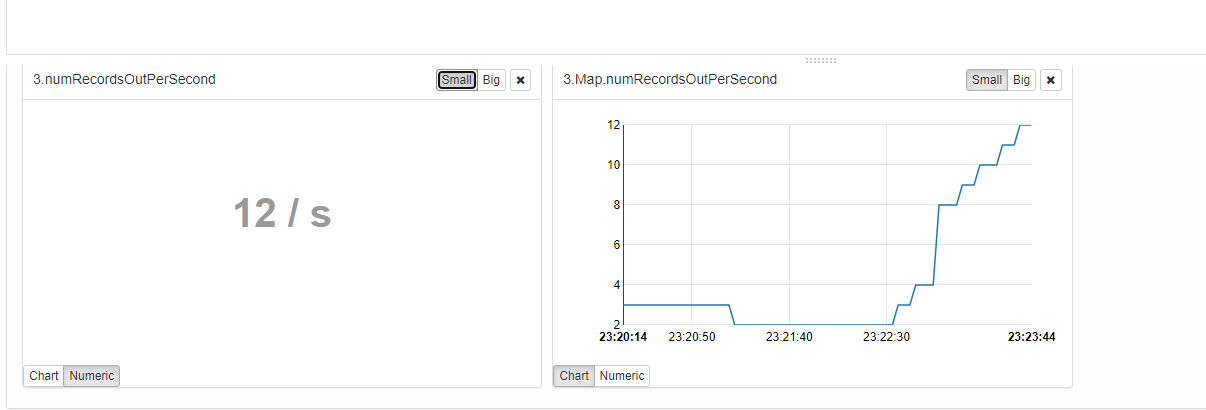 3.numRecordsOutPerSecond Small Big ×
12 / s
Chart Numeric
3.Map.numRecordsOutPerSecond Small Big ×
12
10
8
6
4
2
23:20:14 23:20:50 23:21:40 23:22:30 23:23:44
Chart Numeric